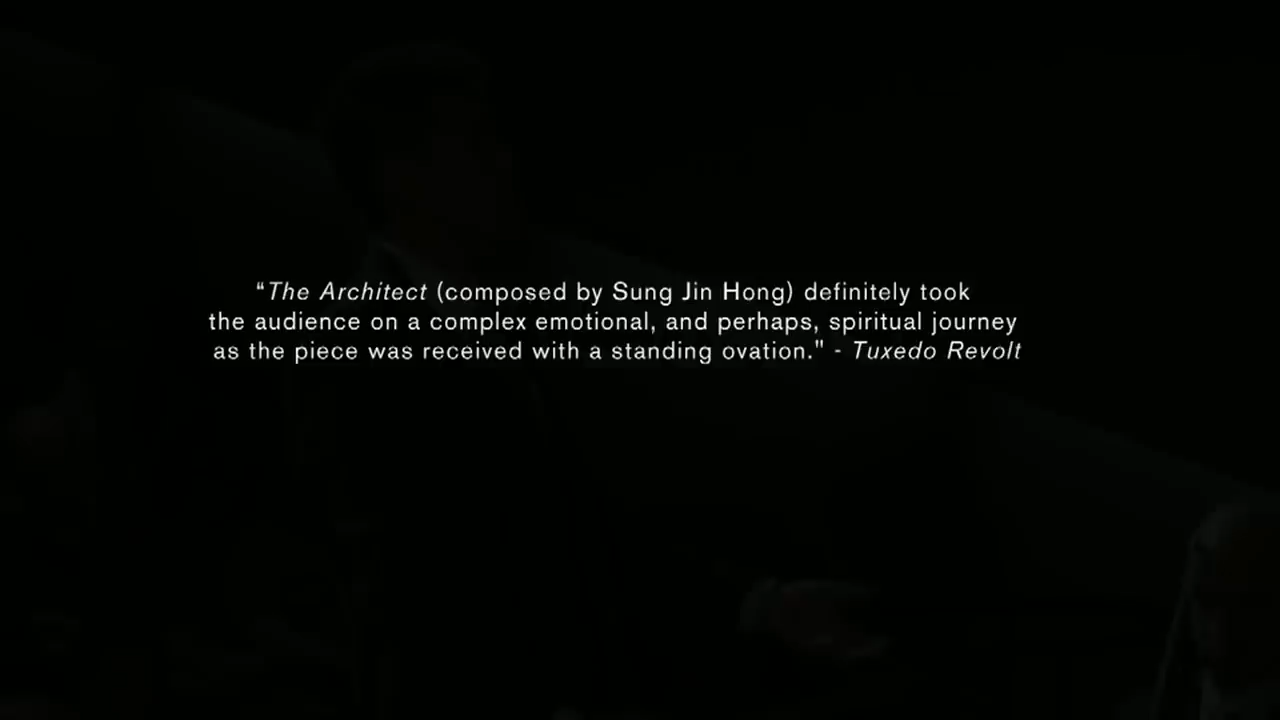 “The Architect (composed by Sung Jin Hong) definitely took
the audience on a complex emotional, and perhaps, spiritual journey
as the piece was received with a standing ovation." - Tuxedo Revolt